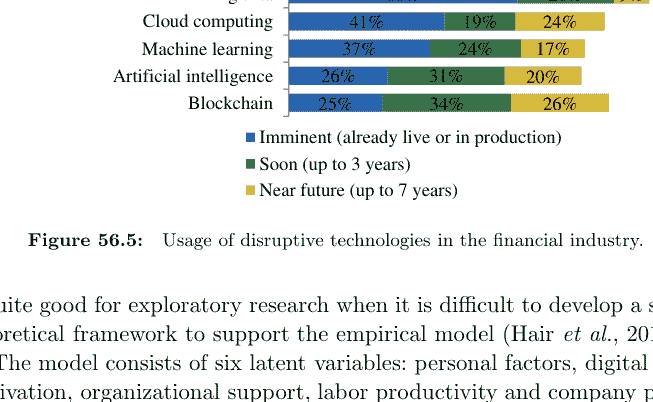 Cloud computing 41% 19% 24%
Machine learning 37% 24% 17%
Artificial intelligence 26% 31% 20%
Blockchain 25% 34% 26%
Imminent (already live or in production)
Soon (up to 3 years)
Near future (up to 7 years)
Figure 56.5: Usage of disruptive technologies in the financial industry.
uite good for exploratory research when it is difficult to develop a s
oretical framework to support the empirical model (Hair et al., 201
The model consists of six latent variables: personal factors, digital
ivation, organizational support, labor productivity and company p